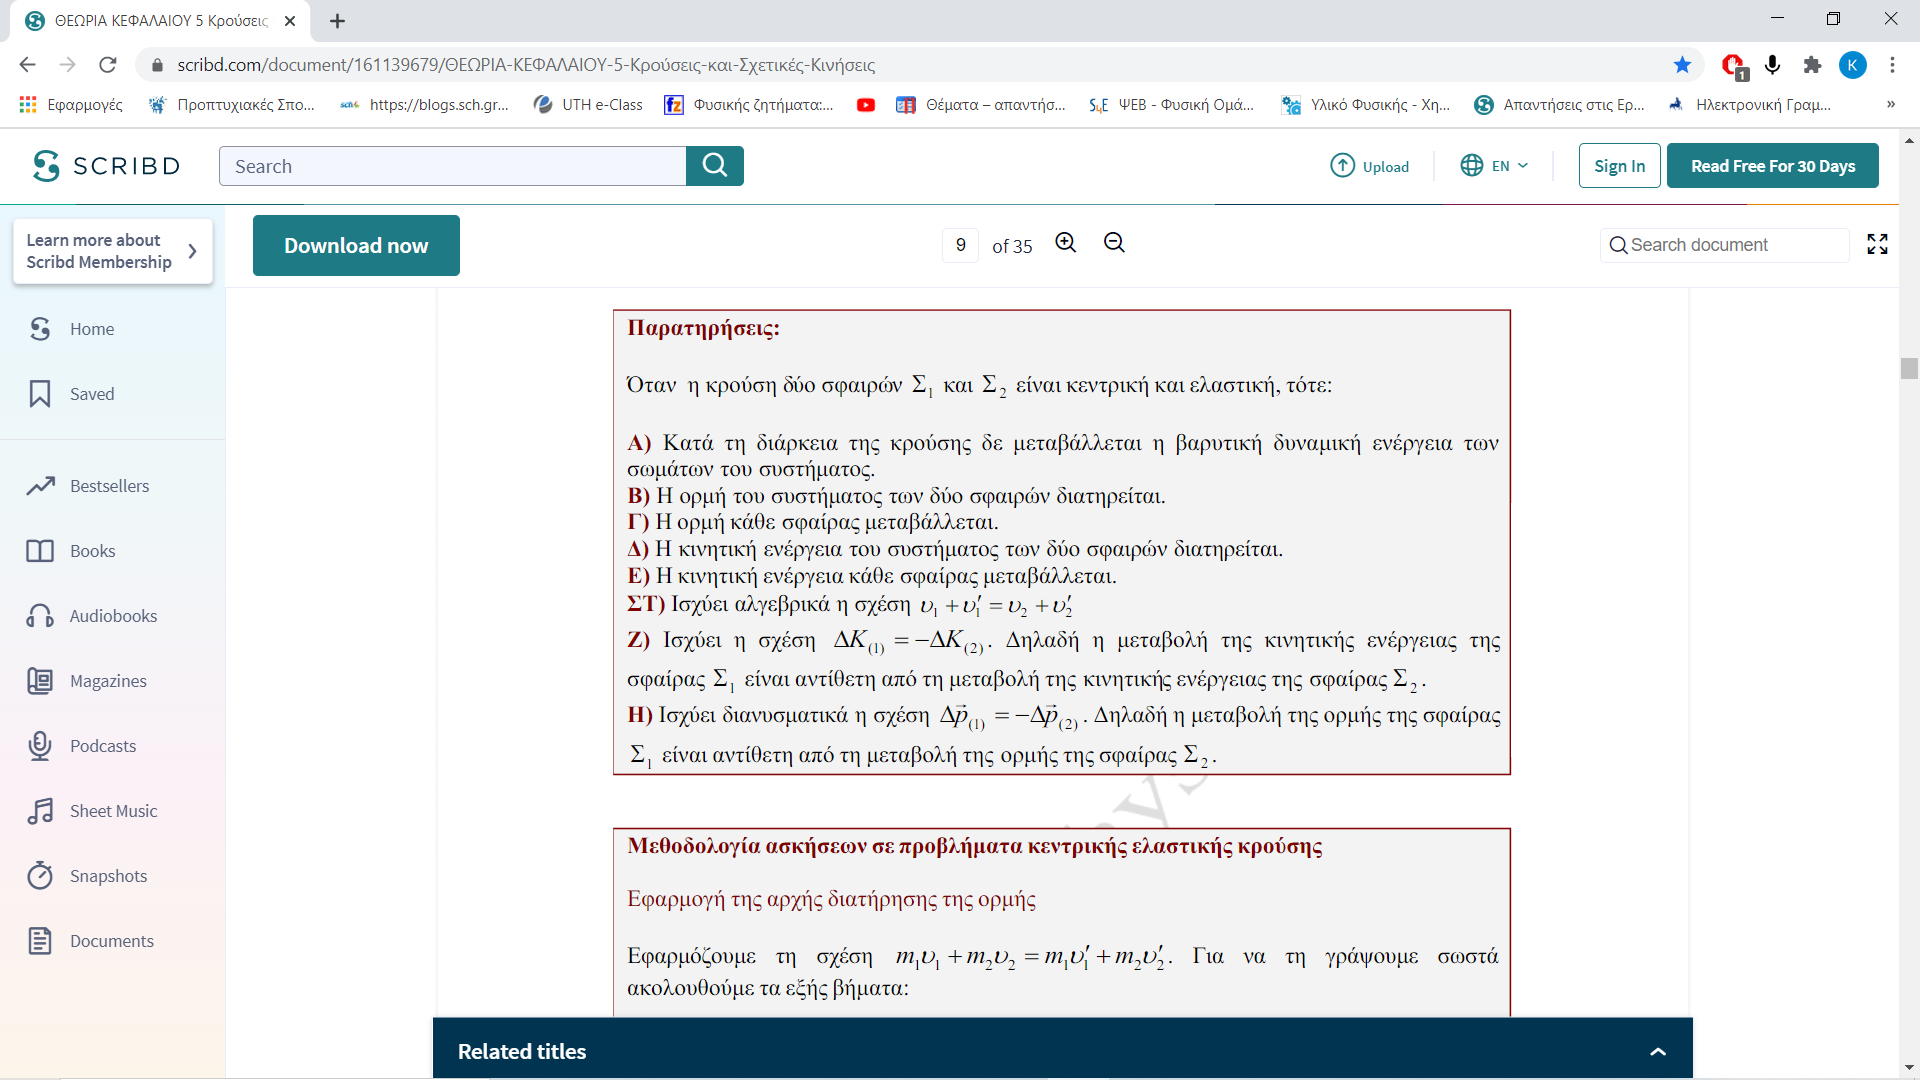 ΘΕΩΡΙΑ ΚΕΦΑΛΑΙΟΥ 5 Κρούσεις
scribd.com/document/161139679/ΘΕΩΡΙΑ-ΚΕΦΑΛΑΙΟΥ-5-Κρούσεις-και-Σχετικές-Κινήσεις
1
K
Εφαρμογές Προπτυχιακές Σπο... https://blogs.sch.gr... UTH e-Class Φυσικής ζητήματα:... Θέματα – απαντήσ... ΨΕΒ - Φυσική Ομά... Υλικό Φυσικής - Χη... Απαντήσεις στις Ερ... Ηλεκτρονική Γραμ... »
SCRIBD
Search
Upload
EN
Sign In
Read Free For 30 Days
Learn more about
Scribd Membership
Download now
9 of 35
Search document
Home
Saved
Bestsellers
Books
Audiobooks
Magazines
Podcasts
Sheet Music
Snapshots
Documents
Παρατηρήσεις:
Όταν η κρούση δύο σφαιρών Σ₁ και Σ₂ είναι κεντρική και ελαστική, τότε:
Α) Κατά τη διάρκεια της κρούσης δε μεταβάλλεται η βαρυτική δυναμική ενέργεια των
σωμάτων του συστήματος.
Β) Η ορμή του συστήματος των δύο σφαιρών διατηρείται.
Γ) Η ορμή κάθε σφαίρας μεταβάλλεται.
Δ) Η κινητική ενέργεια του συστήματος των δύο σφαιρών διατηρείται.
Ε) Η κινητική ενέργεια κάθε σφαίρας μεταβάλλεται.
ΣΤ) Ισχύει αλγεβρικά η σχέση υ₁ + υ₁′ = υ₂ + υ₂′
Ζ) Ισχύει η σχέση ΔK₍₁₎ = −ΔK₍₂₎. Δηλαδή η μεταβολή της κινητικής ενέργειας της
σφαίρας Σ₁ είναι αντίθετη από τη μεταβολή της κινητικής ενέργειας της σφαίρας Σ₂.
Η) Ισχύει διανυσματικά η σχέση Δp⃗₍₁₎ = −Δp⃗₍₂₎. Δηλαδή η μεταβολή της ορμής της σφαίρας
Σ₁ είναι αντίθετη από τη μεταβολή της ορμής της σφαίρας Σ₂.
Μεθοδολογία ασκήσεων σε προβλήματα κεντρικής ελαστικής κρούσης
Εφαρμογή της αρχής διατήρησης της ορμής
Εφαρμόζουμε τη σχέση m₁υ₁ + m₂υ₂ = m₁υ₁′ + m₂υ₂′. Για να τη γράψουμε σωστά
ακολουθούμε τα εξής βήματα:
Related titles